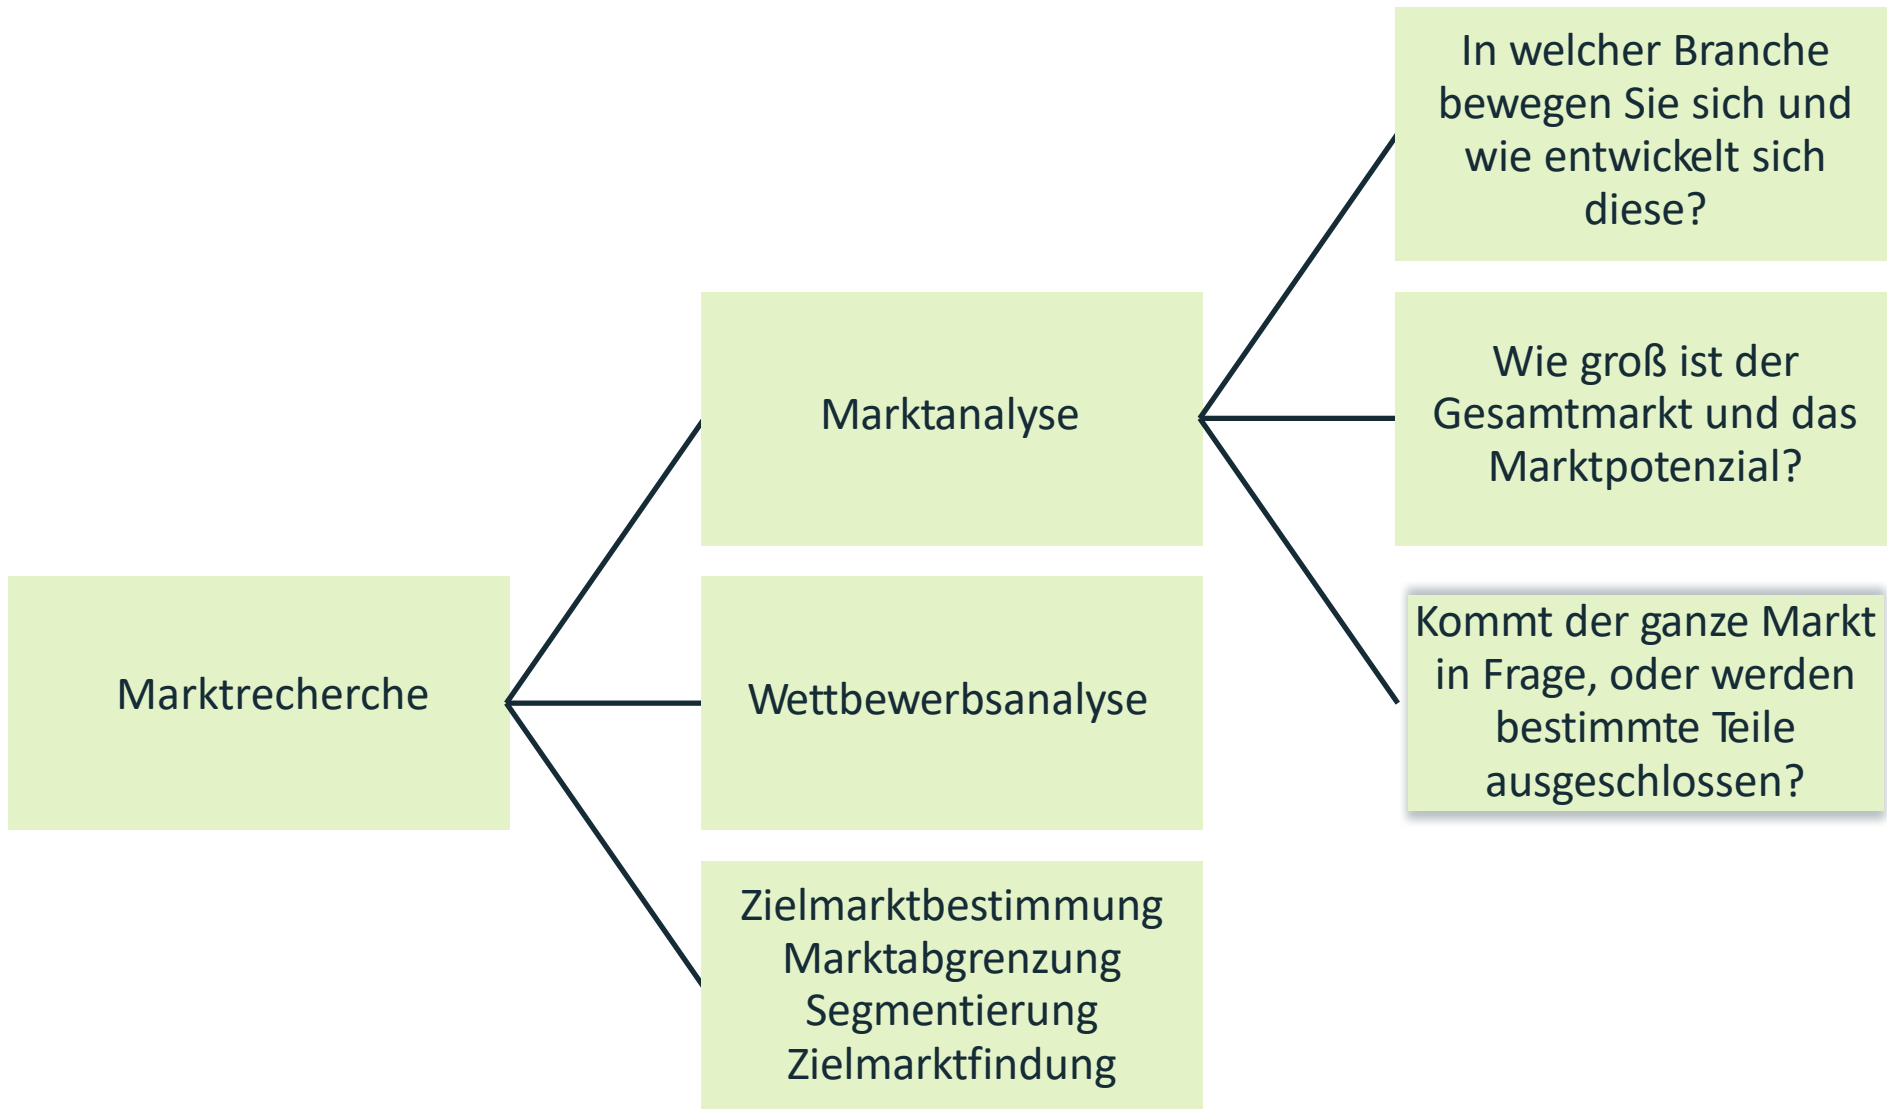 In welcher Branche
bewegen Sie sich und
wie entwickelt sich
diese?
Marktanalyse
Wie groß ist der
Gesamtmarkt und das
Marktpotenzial?
Marktrecherche
Wettbewerbsanalyse
Kommt der ganze Markt
in Frage, oder werden
bestimmte Teile
ausgeschlossen?
Zielmarktbestimmung
Marktabgrenzung
Segmentierung
Zielmarktfindung